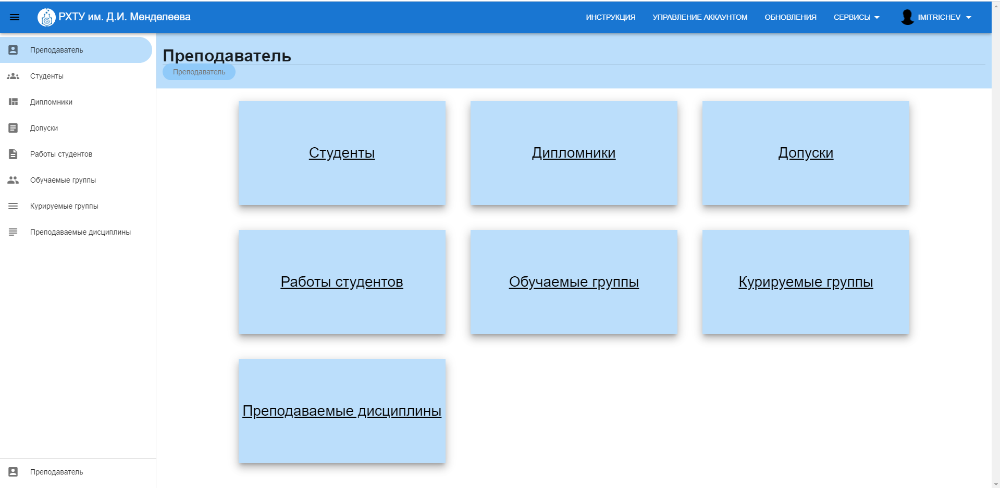 РХТУ им. Д.И. Менделеева
ИНСТРУКЦИЯ
УПРАВЛЕНИЕ АККАУНТОМ
ОБНОВЛЕНИЯ
СЕРВИСЫ
IMITRICHEV
Преподаватель
Студенты
Дипломники
Допуски
Работы студентов
Обучаемые группы
Курируемые группы
Преподаваемые дисциплины
Преподаватель
Преподаватель
Преподаватель
Студенты
Дипломники
Допуски
Работы студентов
Обучаемые группы
Курируемые группы
Преподаваемые дисциплины